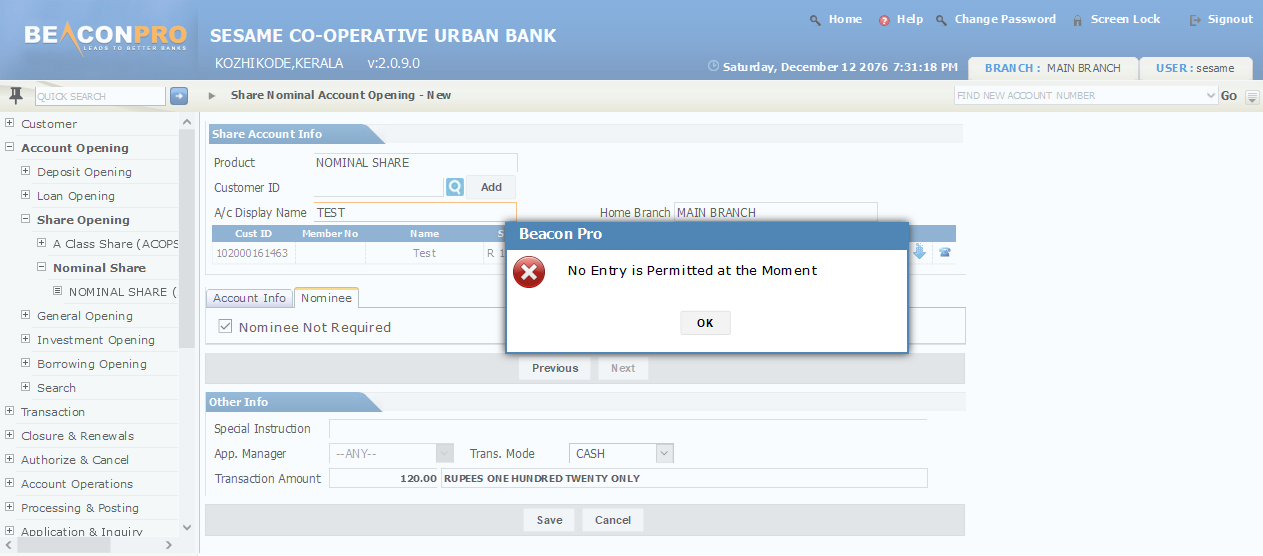 Home Help Change Password Screen Lock Signout
BEACONPRO
LEADS TO BETTER BANKS
SESAME CO-OPERATIVE URBAN BANK
KOZHIKODE,KERALA v:2.0.9.0
Saturday, December 12 2076 7:31:18 PM BRANCH : MAIN BRANCH USER : sesame
QUICK SEARCH Share Nominal Account Opening - New FIND NEW ACCOUNT NUMBER Go
Customer
Account Opening
Deposit Opening
Loan Opening
Share Opening
A Class Share (ACOPS
Nominal Share
NOMINAL SHARE (
General Opening
Investment Opening
Borrowing Opening
Search
Transaction
Closure & Renewals
Authorize & Cancel
Account Operations
Processing & Posting
Application & Inquiry
Share Account Info
Product NOMINAL SHARE
Customer ID Add
A/c Display Name TEST Home Branch MAIN BRANCH
Cust ID Member No Name S
102000161463 Test R 1
Beacon Pro
No Entry is Permitted at the Moment
OK
Account Info Nominee
Nominee Not Required
Previous Next
Other Info
Special Instruction
App. Manager --ANY-- Trans. Mode CASH
Transaction Amount 120.00 RUPEES ONE HUNDRED TWENTY ONLY
Save Cancel